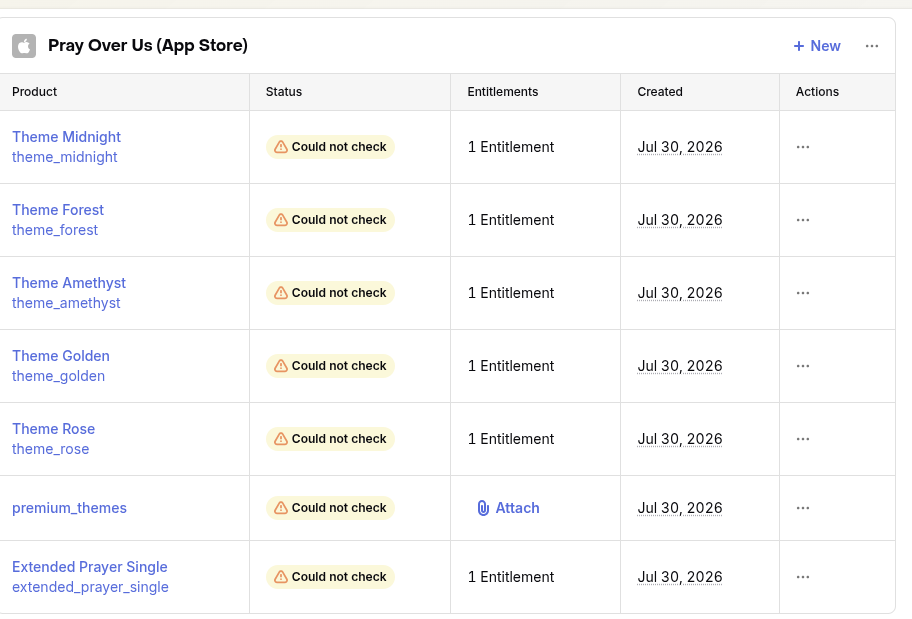 Pray Over Us (App Store)
+ New
Product Status Entitlements Created Actions
Theme Midnight
theme_midnight
Could not check
1 Entitlement
Jul 30, 2026
Theme Forest
theme_forest
Could not check
1 Entitlement
Jul 30, 2026
Theme Amethyst
theme_amethyst
Could not check
1 Entitlement
Jul 30, 2026
Theme Golden
theme_golden
Could not check
1 Entitlement
Jul 30, 2026
Theme Rose
theme_rose
Could not check
1 Entitlement
Jul 30, 2026
premium_themes
Could not check
Attach
Jul 30, 2026
Extended Prayer Single
extended_prayer_single
Could not check
1 Entitlement
Jul 30, 2026